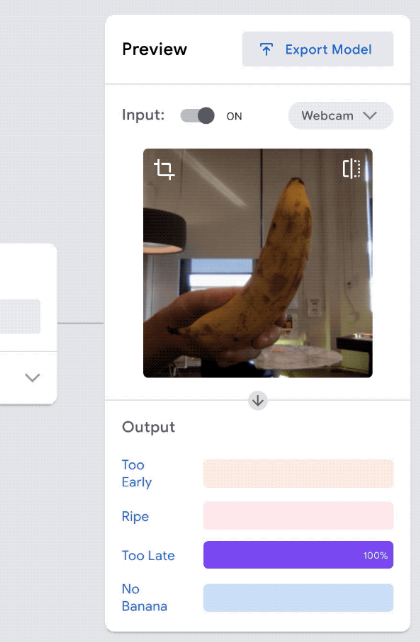 Preview
Export Model
Input:
ON
Webcam
Output
Too
Early
Ripe
Too Late
100%
No
Banana